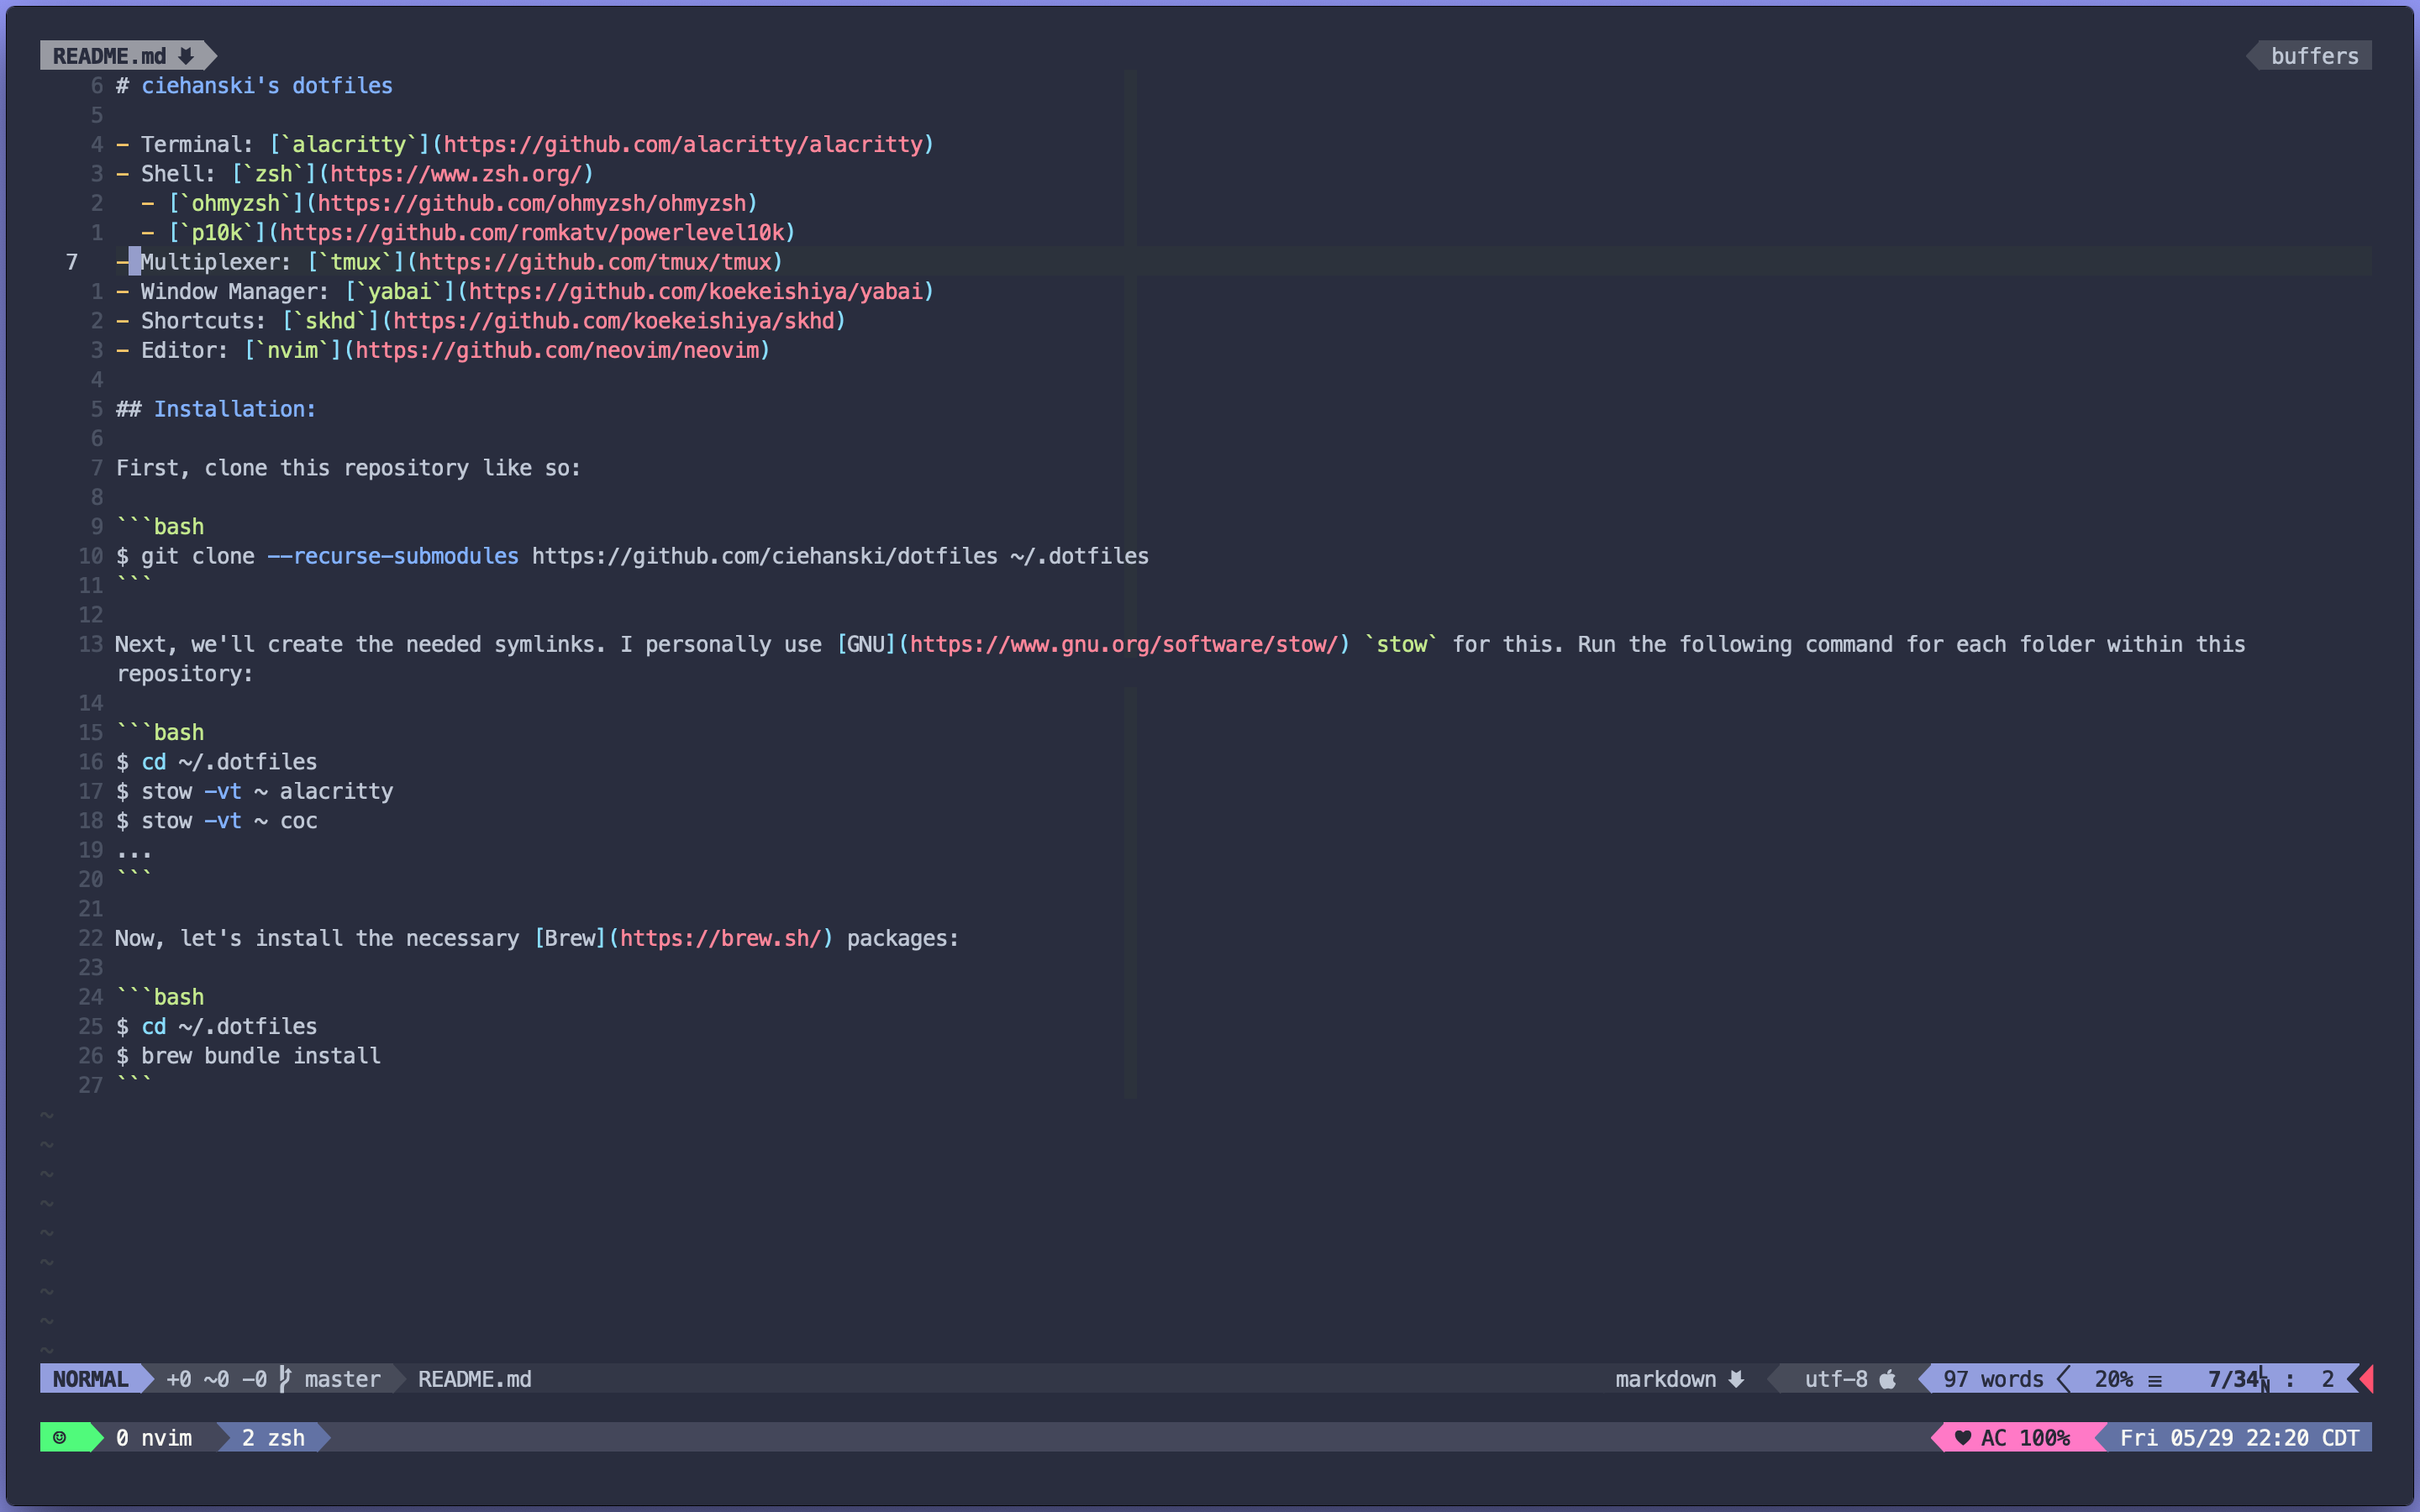 README.md buffers
6 # ciehanski's dotfiles
5
4 - Terminal: [`alacritty`](https://github.com/alacritty/alacritty)
3 - Shell: [`zsh`](https://www.zsh.org/)
2   - [`ohmyzsh`](https://github.com/ohmyzsh/ohmyzsh)
1   - [`p10k`](https://github.com/romkatv/powerlevel10k)
7 - Multiplexer: [`tmux`](https://github.com/tmux/tmux)
1 - Window Manager: [`yabai`](https://github.com/koekeishiya/yabai)
2 - Shortcuts: [`skhd`](https://github.com/koekeishiya/skhd)
3 - Editor: [`nvim`](https://github.com/neovim/neovim)
4
5 ## Installation:
6
7 First, clone this repository like so:
8
9 ```bash
10 $ git clone --recurse-submodules https://github.com/ciehanski/dotfiles ~/.dotfiles
11 ```
12
13 Next, we'll create the needed symlinks. I personally use [GNU](https://www.gnu.org/software/stow/) `stow` for this. Run the following command for each folder within this
repository:
14
15 ```bash
16 $ cd ~/.dotfiles
17 $ stow -vt ~ alacritty
18 $ stow -vt ~ coc
19 ...
20 ```
21
22 Now, let's install the necessary [Brew](https://brew.sh/) packages:
23
24 ```bash
25 $ cd ~/.dotfiles
26 $ brew bundle install
27 ```
~
~
~
~
~
~
~
~
~
NORMAL +0 ~0 -0 master README.md markdown utf-8 97 words 20% ≡ 7/34 : 2
☺ 0 nvim 2 zsh ♥ AC 100% Fri 05/29 22:20 CDT